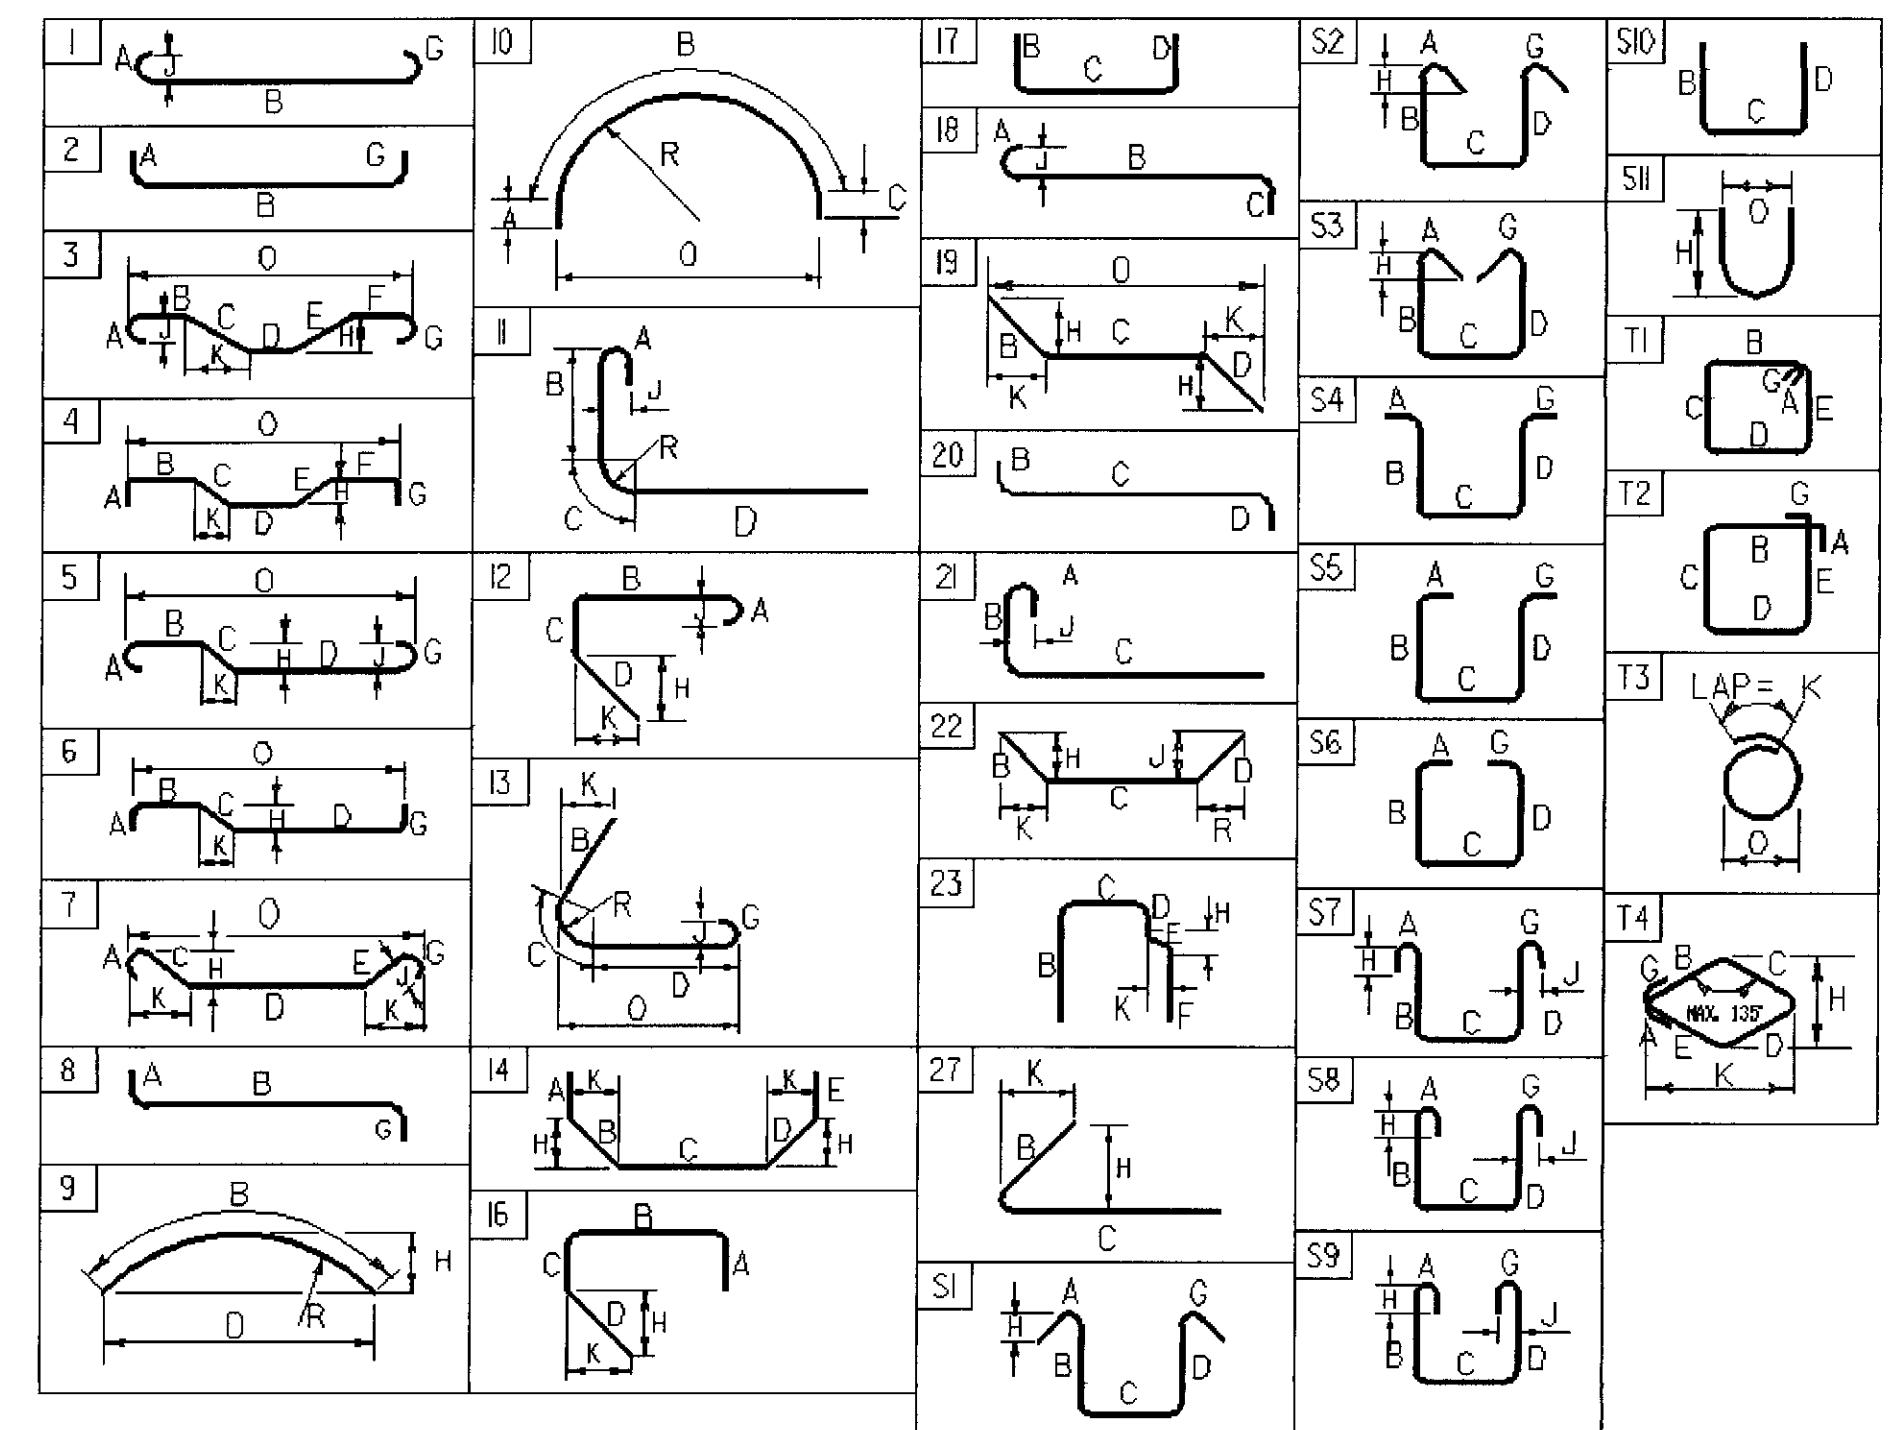 1
A J G
B
2
A G
B
3
O
B C E F
A J D H G
K
4
O
B C E F
A H G
K D
5
O
B C
A H D J G
K
6
O
B C
A H D G
K
7
O
A C E G
H J
K D K
8
A B
G
9
B
H
R
O
10
B
R
A C
O
11
A
B J
R
C D
12
B
J A
C
D H
K
13
K
B
R G
J
C D
O
14
A K K E
H B D H
C
16
B
C A
D H
K
17
B D
C
18
A
J B
C
19
O
B H C K
D
K H
20
B C
D
21
A
B J
C
22
B H J D
C
K R
23
C D H
E
B
K F
27
K
B H
C
S1
A G
H
B D
C
S2
A G
H
B D
C
S3
A G
H
B D
C
S4
A G
B D
C
S5
A G
B D
C
S6
A G
B D
C
S7
A G
H J
B C D
S8
A G
H J
B C D
S9
A G
H J
B C D
S10
B D
C
S11
O
H
T1
B
G
C A E
D
T2
G
B A
C E
D
T3
LAP = K
O
T4
G B C
MAX. 135° H
A E D
K